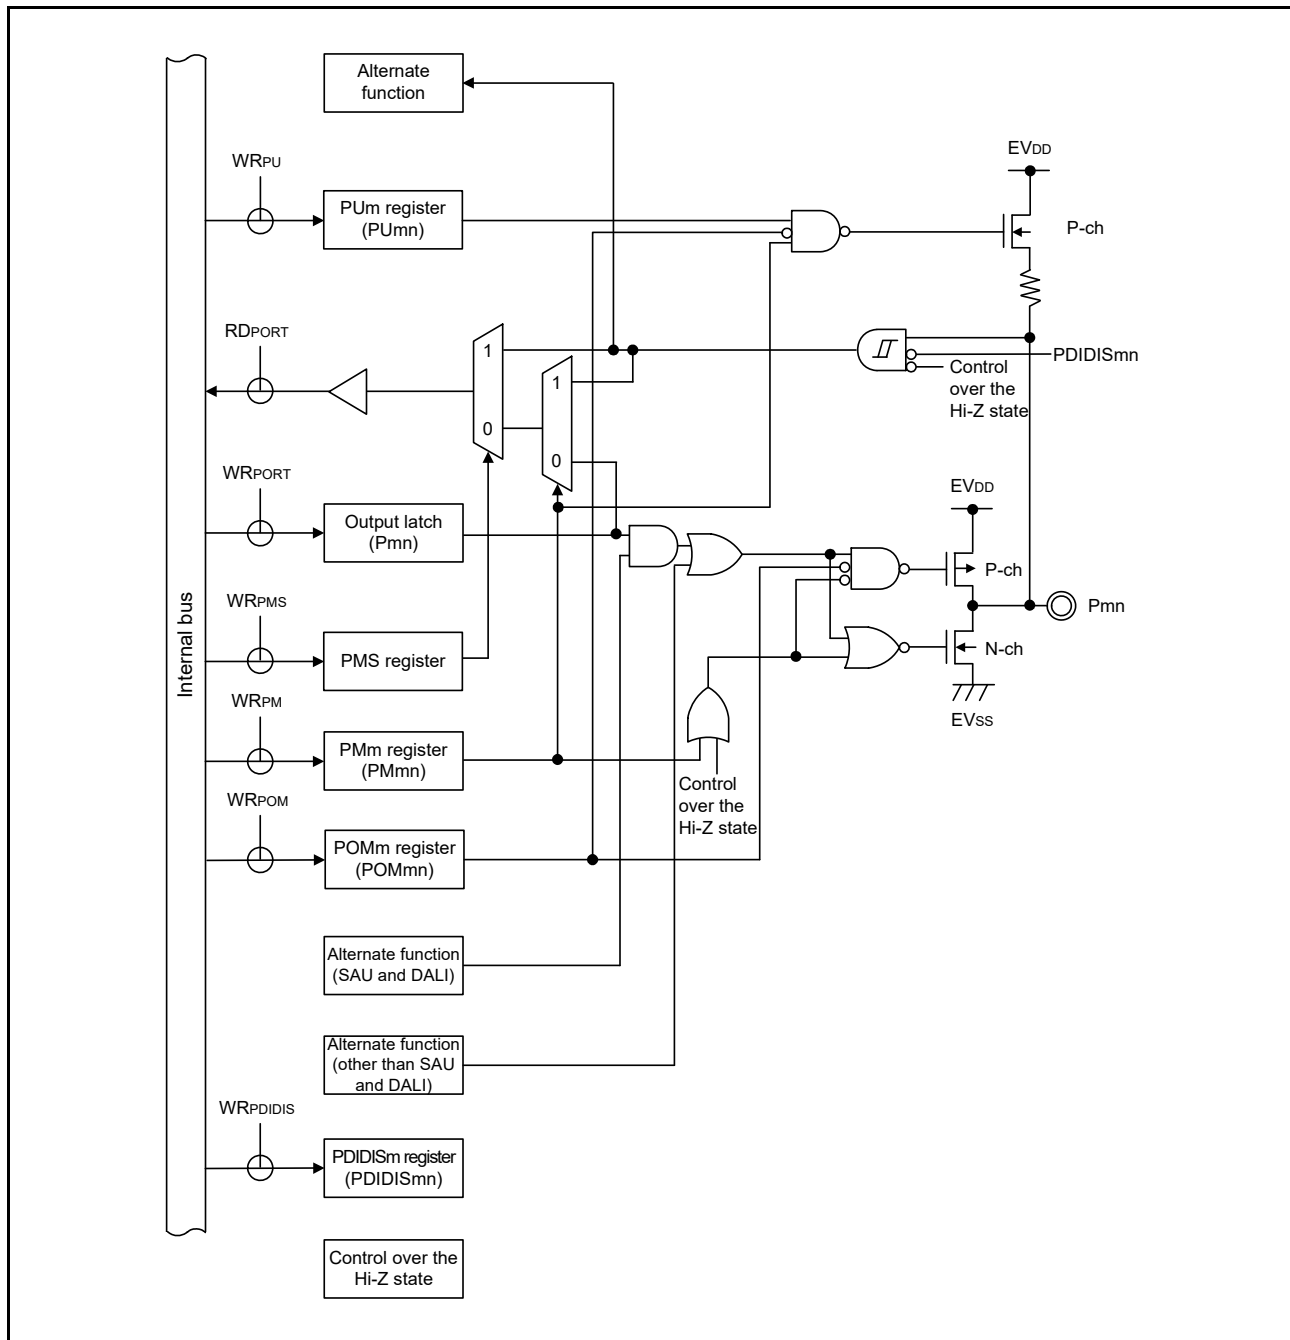 Alternate
function
WRPU
EVDD
PUm register
(PUmn)
P-ch
RDPORT
1
PDIDISmn
Control
over the
Hi-Z state
1
0
0
WRPORT
EVDD
Output latch
(Pmn)
P-ch
WRPMS
Pmn
Internal bus
PMS register
N-ch
WRPM
EVSS
PMm register
(PMmn)
Control
over the
Hi-Z state
WRPOM
POMm register
(POMmn)
Alternate function
(SAU and DALI)
Alternate function
(other than SAU
and DALI)
WRPDIDIS
PDIDISm register
(PDIDISmn)
Control over the
Hi-Z state